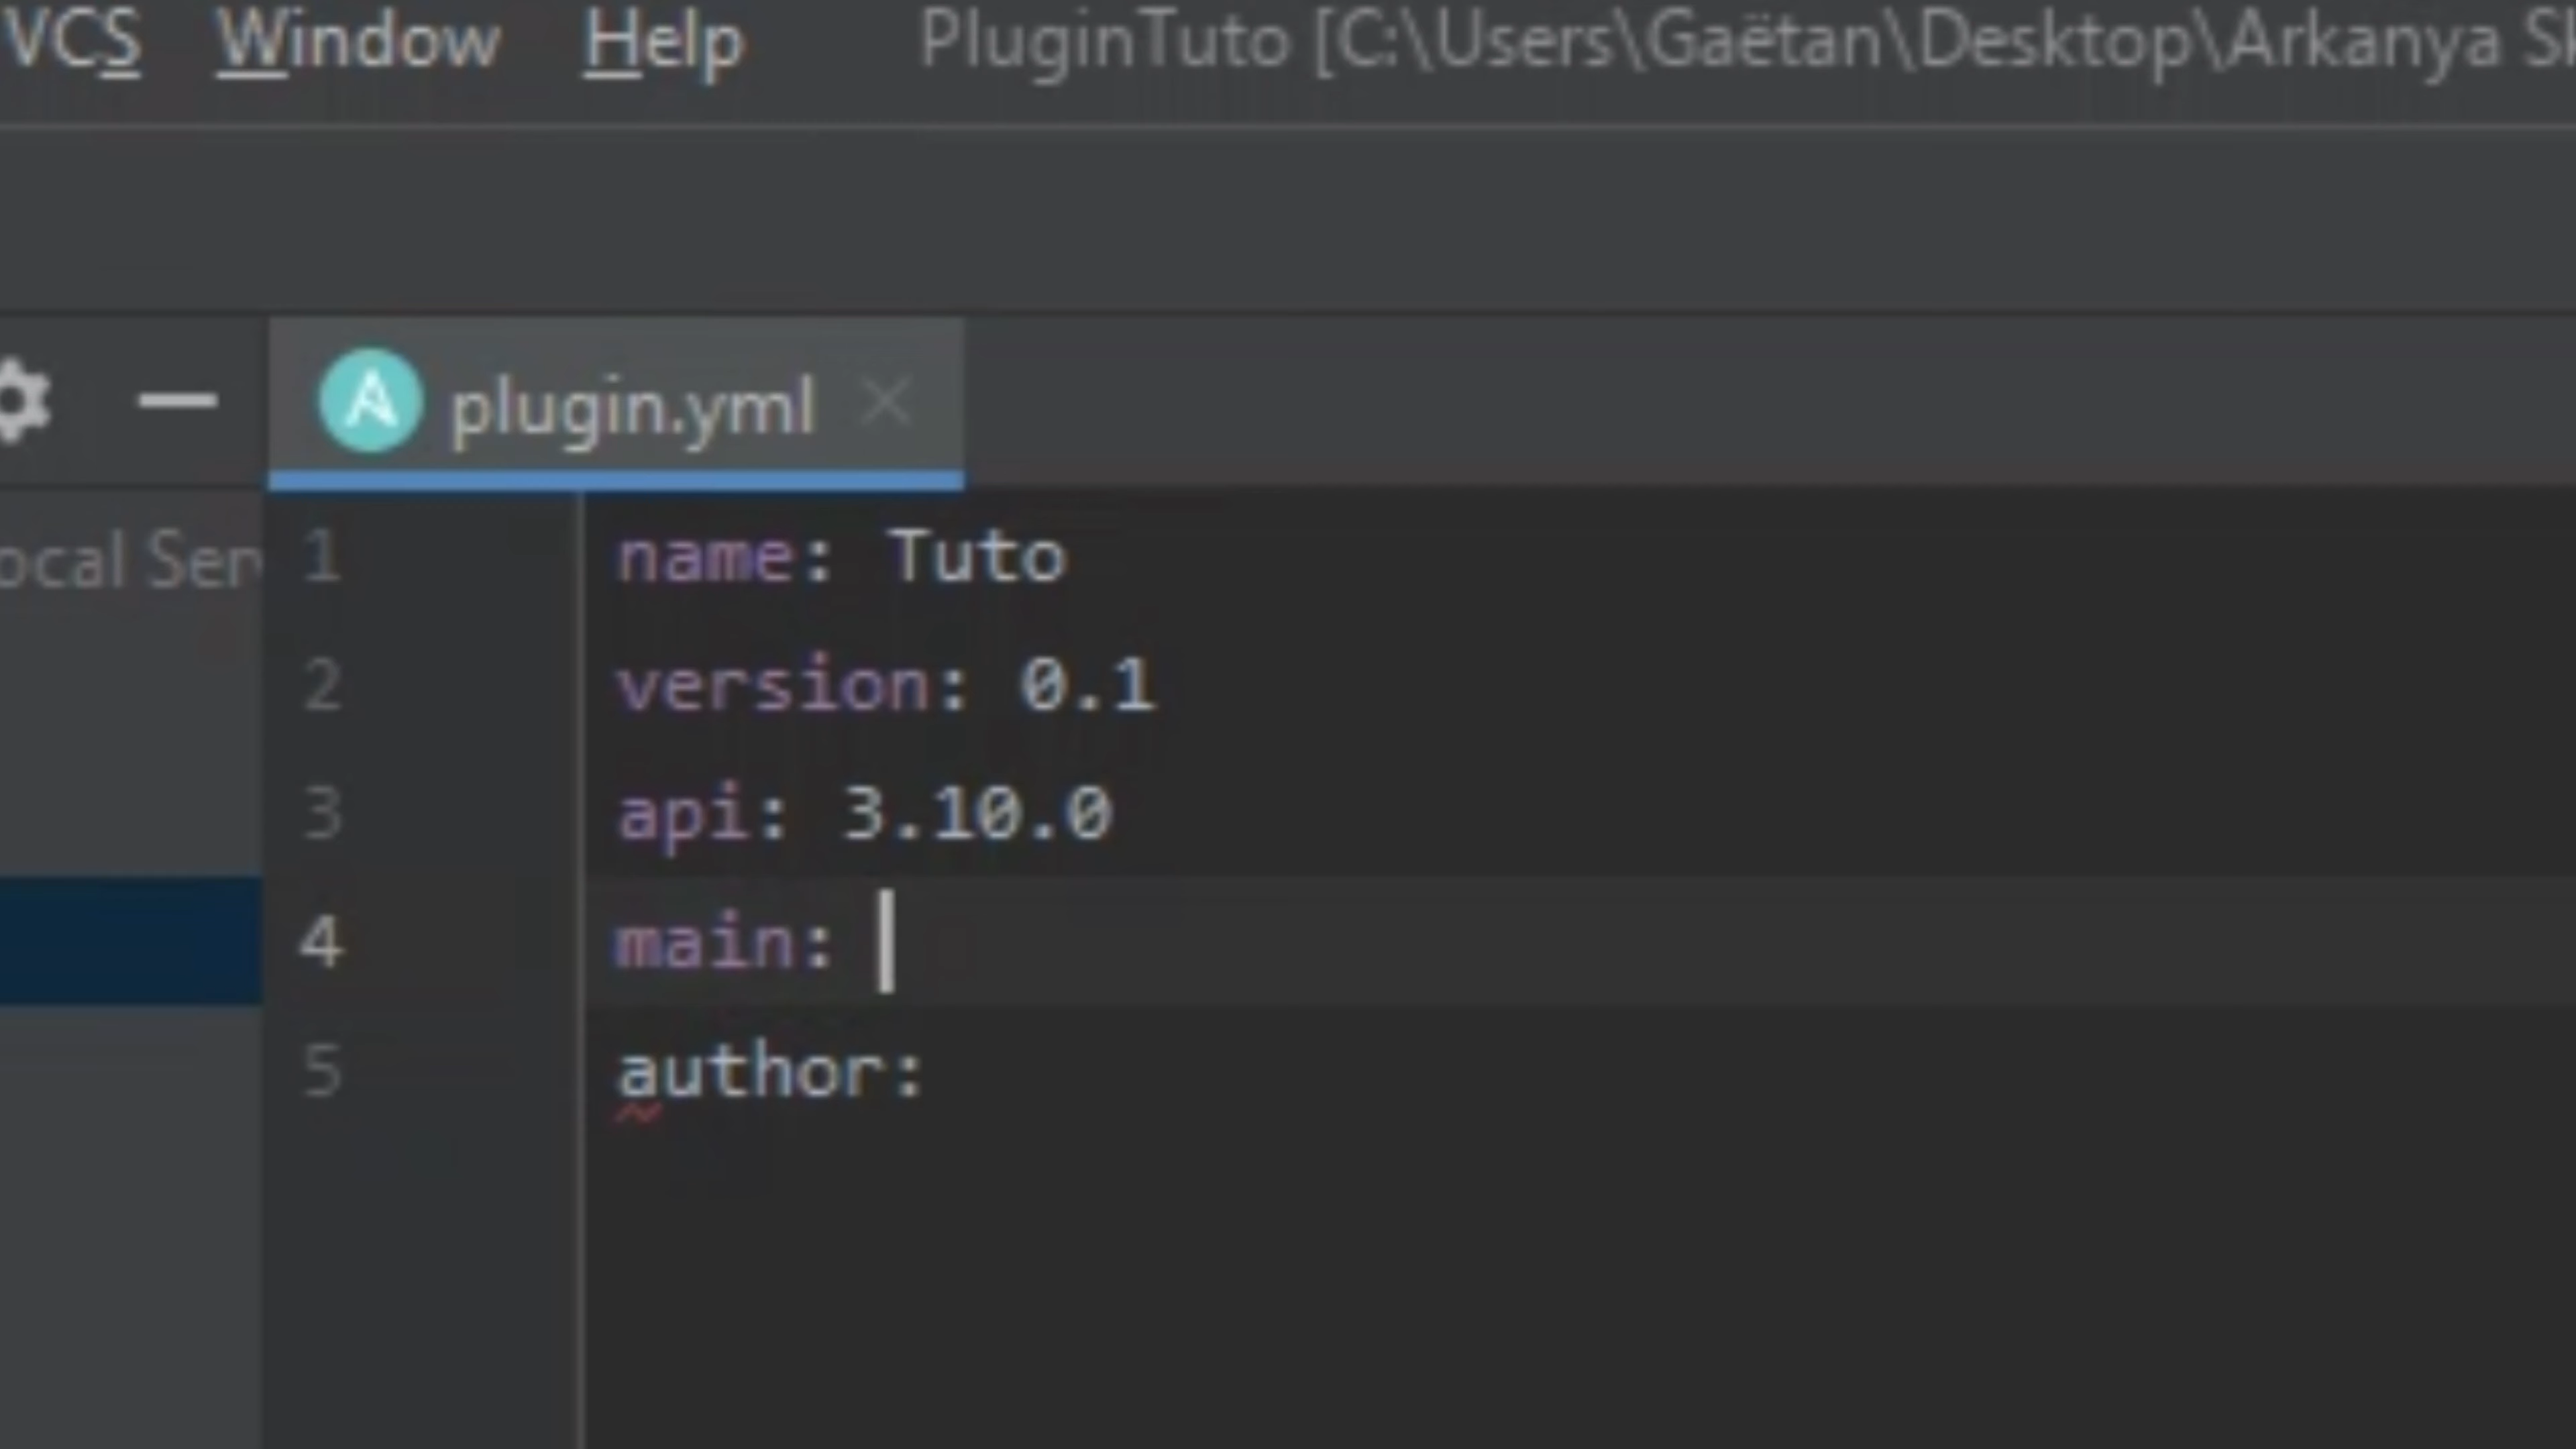 VCS Window Help PluginTuto [C:\Users\Gaëtan\Desktop\Arkanya
plugin.yml
1 name: Tuto
2 version: 0.1
3 api: 3.10.0
4 main:
5 author: